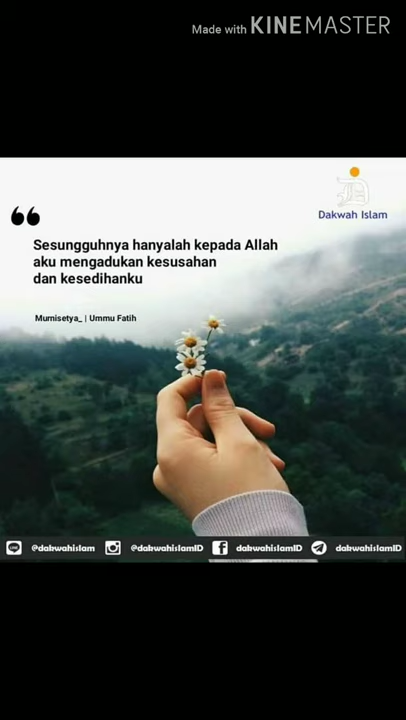 Made with KINEMASTER
Dakwah Islam
Sesungguhnya hanyalah kepada Allah
aku mengadukan kesusahan
dan kesedihanku
Mumisetya_ | Ummu Fatih
@dakwahislam @dakwahislamID dakwahislamID dakwahislamID